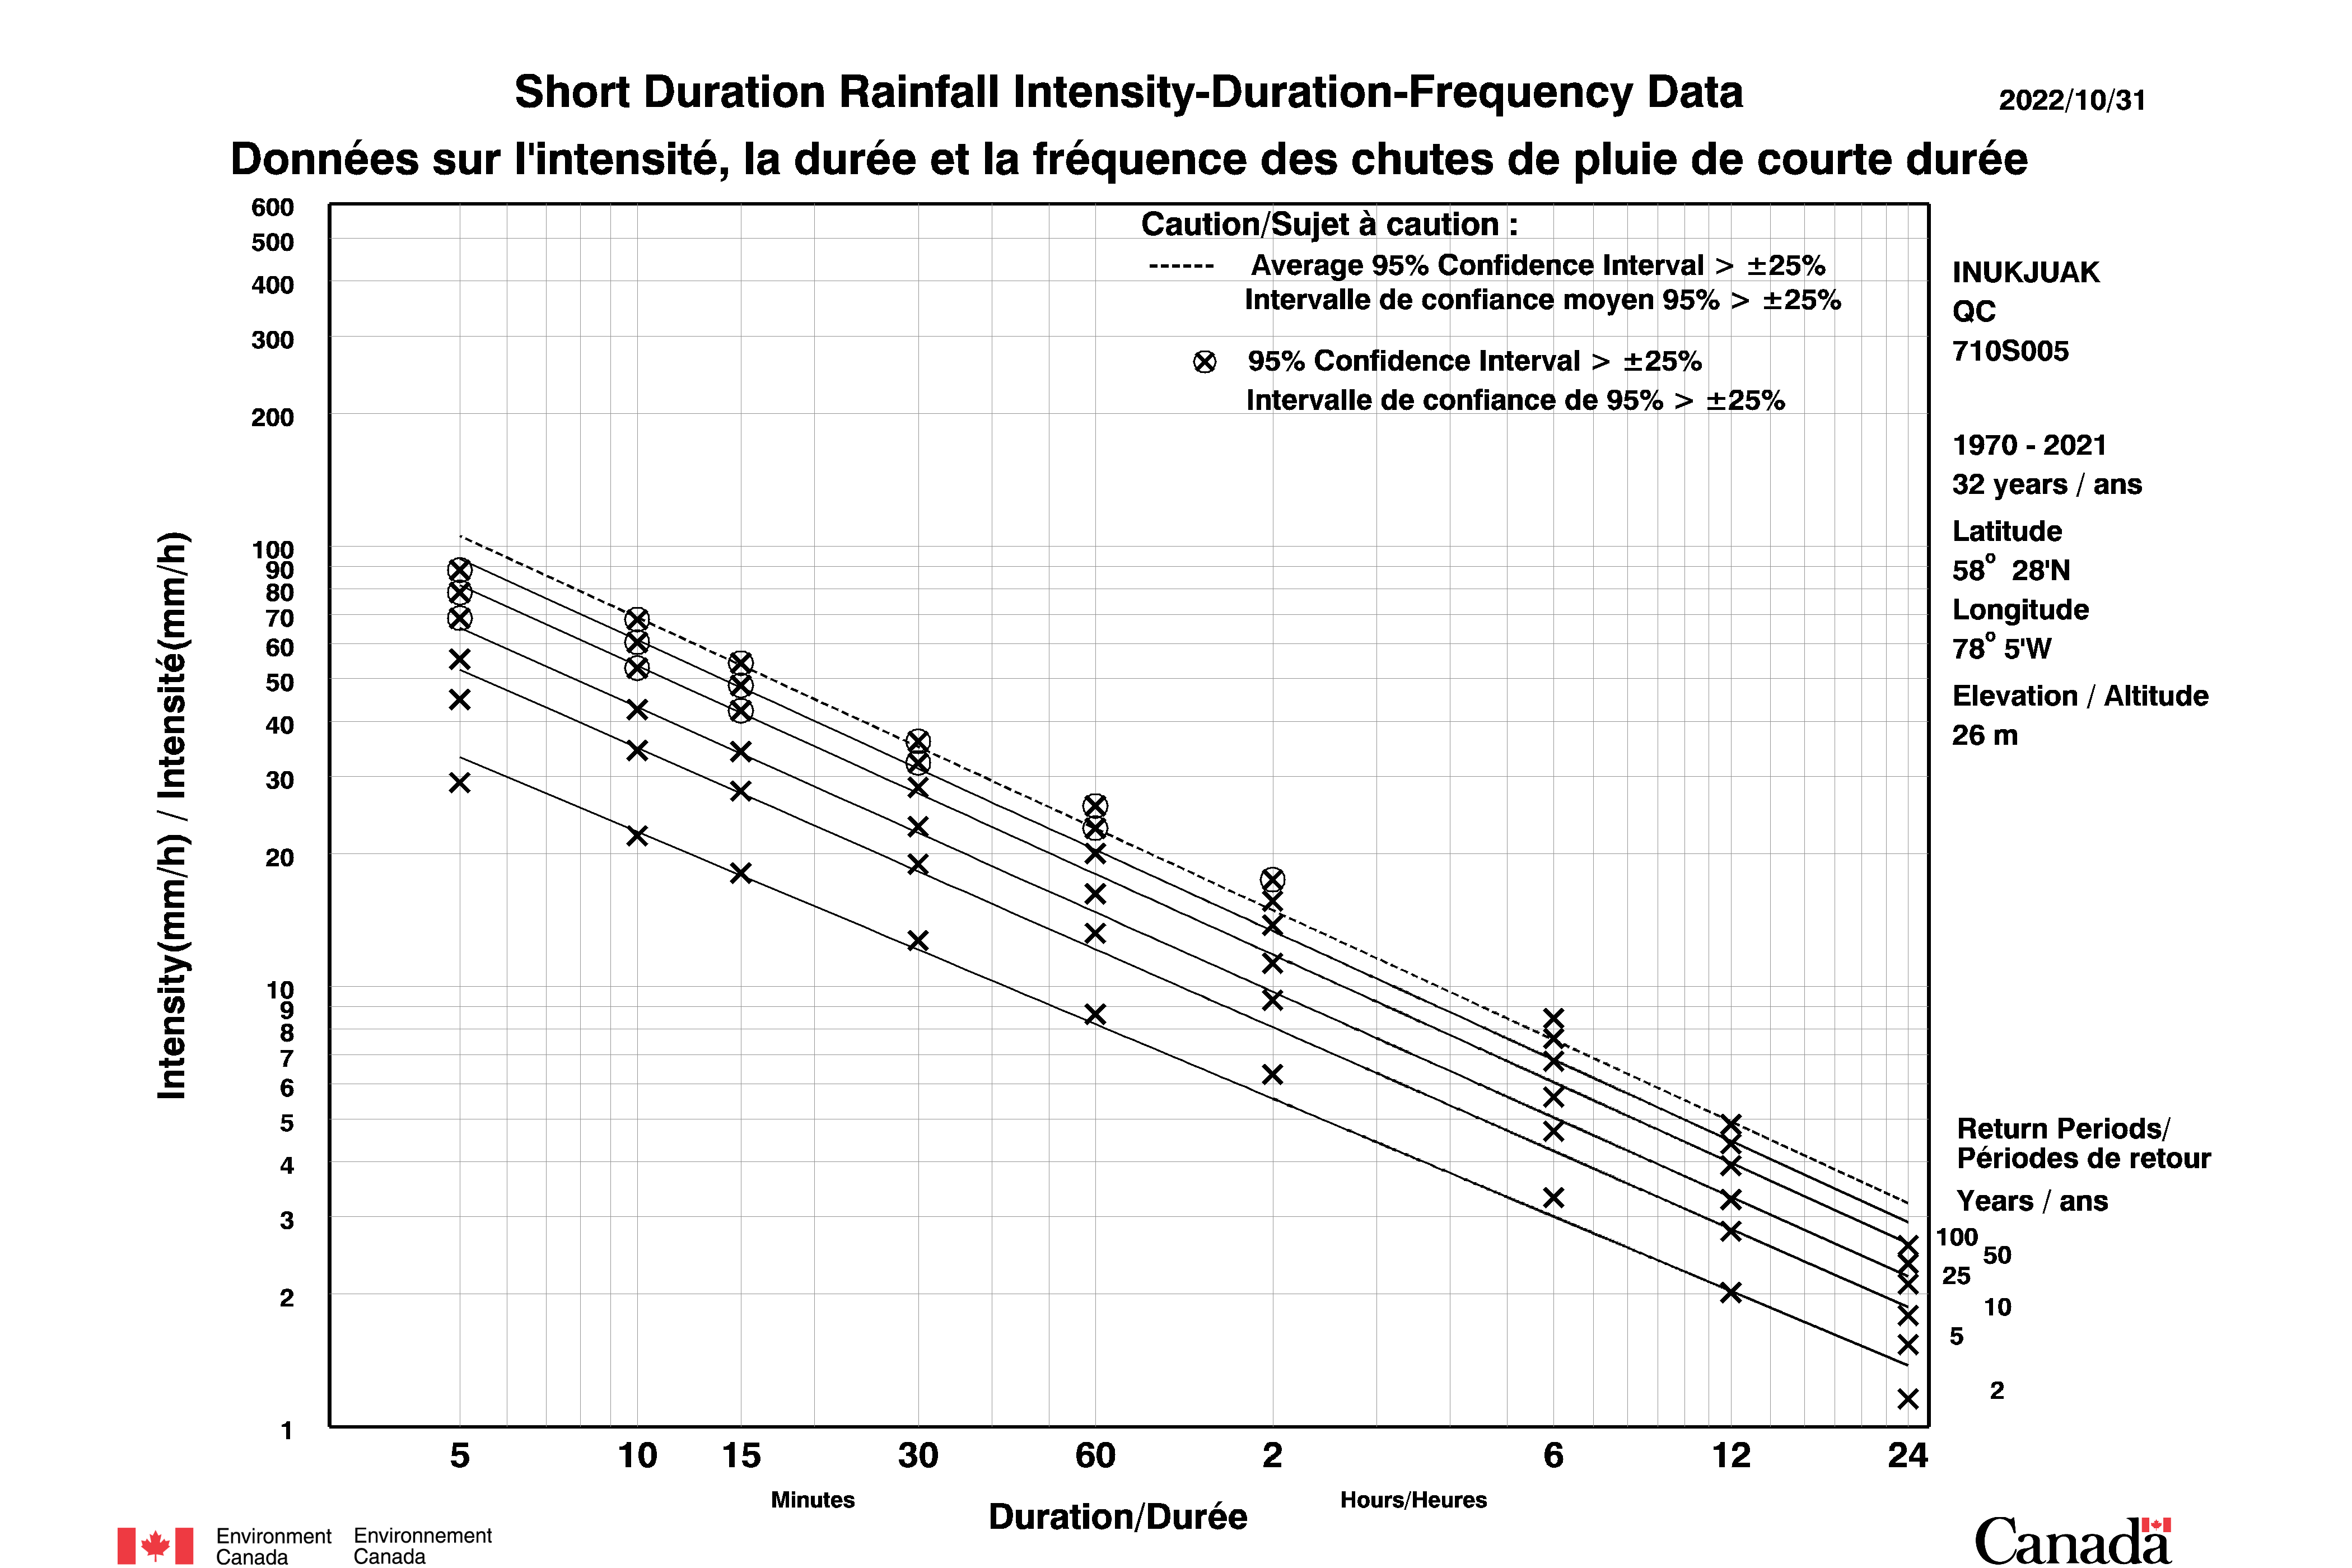 Short Duration Rainfall Intensity-Duration-Frequency Data
2022/10/31
Données sur l'intensité, la durée et la fréquence des chutes de pluie de courte durée
Caution/Sujet à caution :
Average 95% Confidence Interval > ±25%
Intervalle de confiance moyen 95% > ±25%
95% Confidence Interval > ±25%
Intervalle de confiance de 95% > ±25%
INUKJUAK
QC
710S005
1970 - 2021
32 years / ans
Latitude
58° 28'N
Longitude
78° 5'W
Elevation / Altitude
26 m
Return Periods/
Périodes de retour
Years / ans
100
50
25
10
5
2
Intensity(mm/h) / Intensité(mm/h)
600
500
400
300
200
100
90
80
70
60
50
40
30
20
10
9
8
7
6
5
4
3
2
1
5 10 15 30 60 2 6 12 24
Minutes Hours/Heures
Duration/Durée
Environment Environnement
Canada Canada
Canada